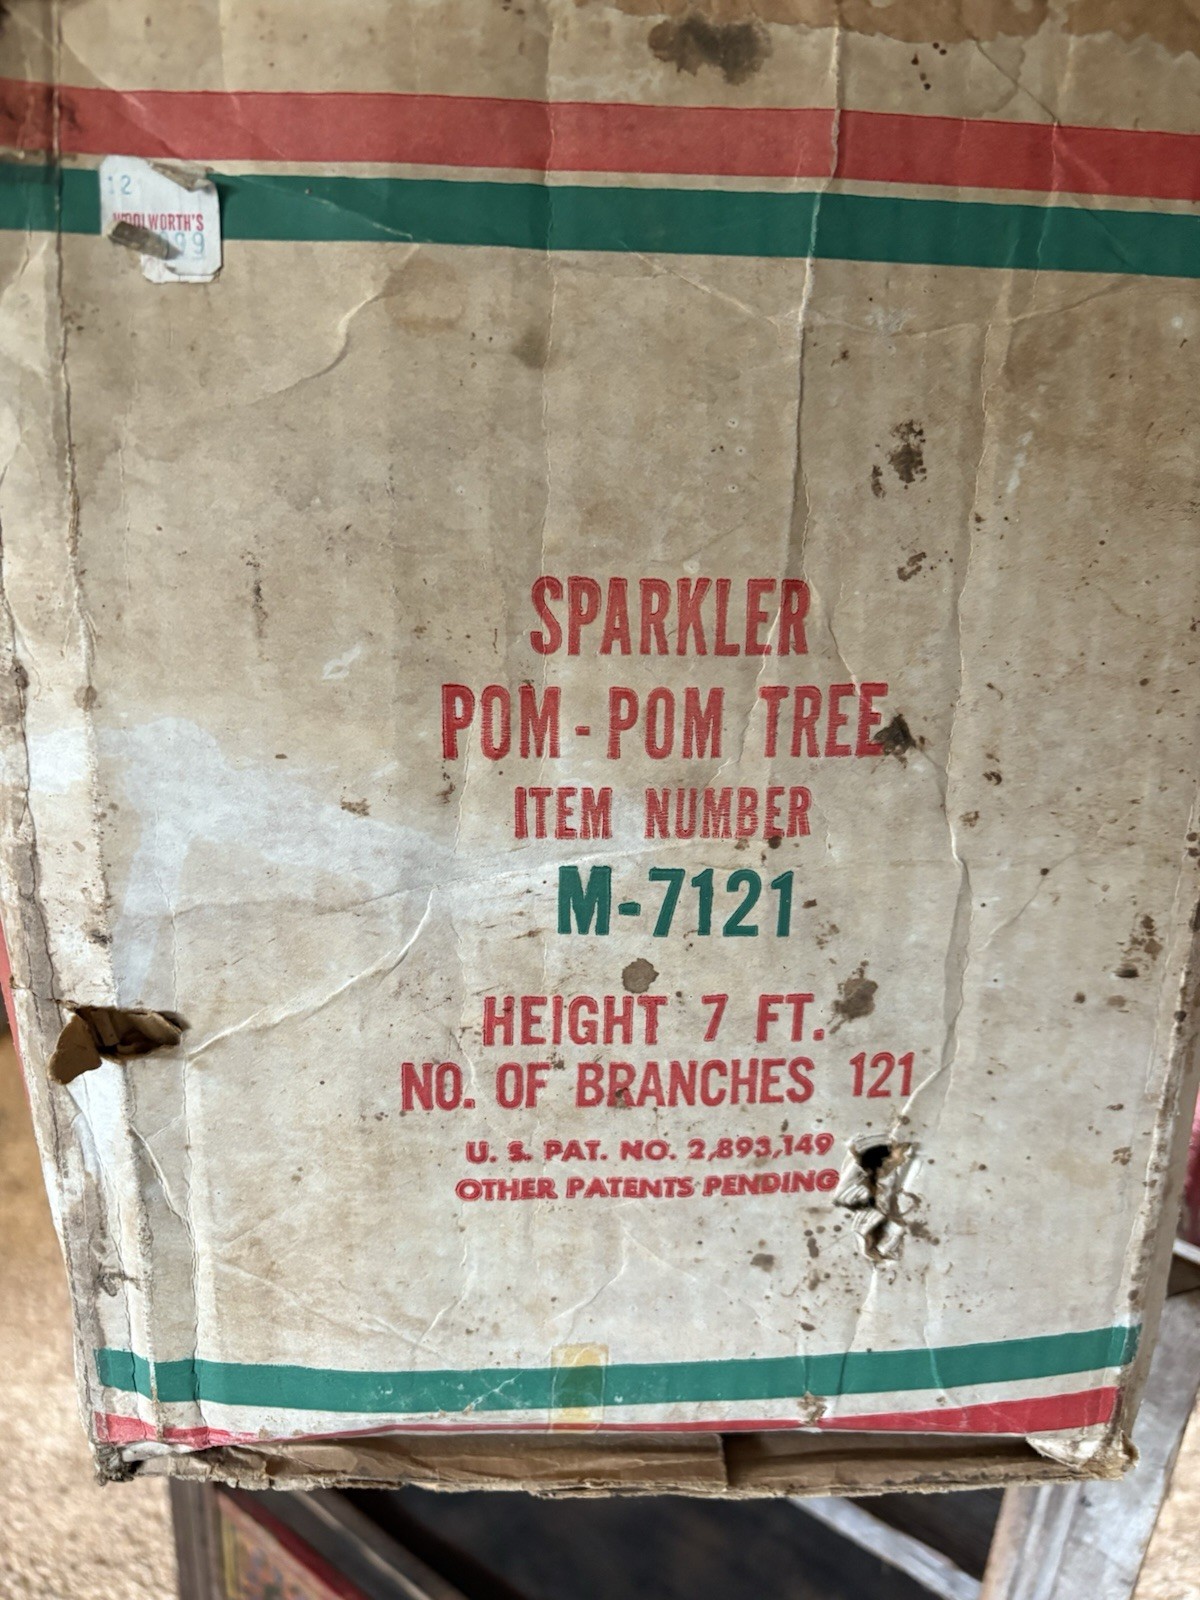 12
WOOLWORTH'S
99
SPARKLER
POM-POM TREE
ITEM NUMBER
M-7121
HEIGHT 7 FT.
NO. OF BRANCHES 121
U. S. PAT. NO. 2,893,149
OTHER PATENTS PENDING